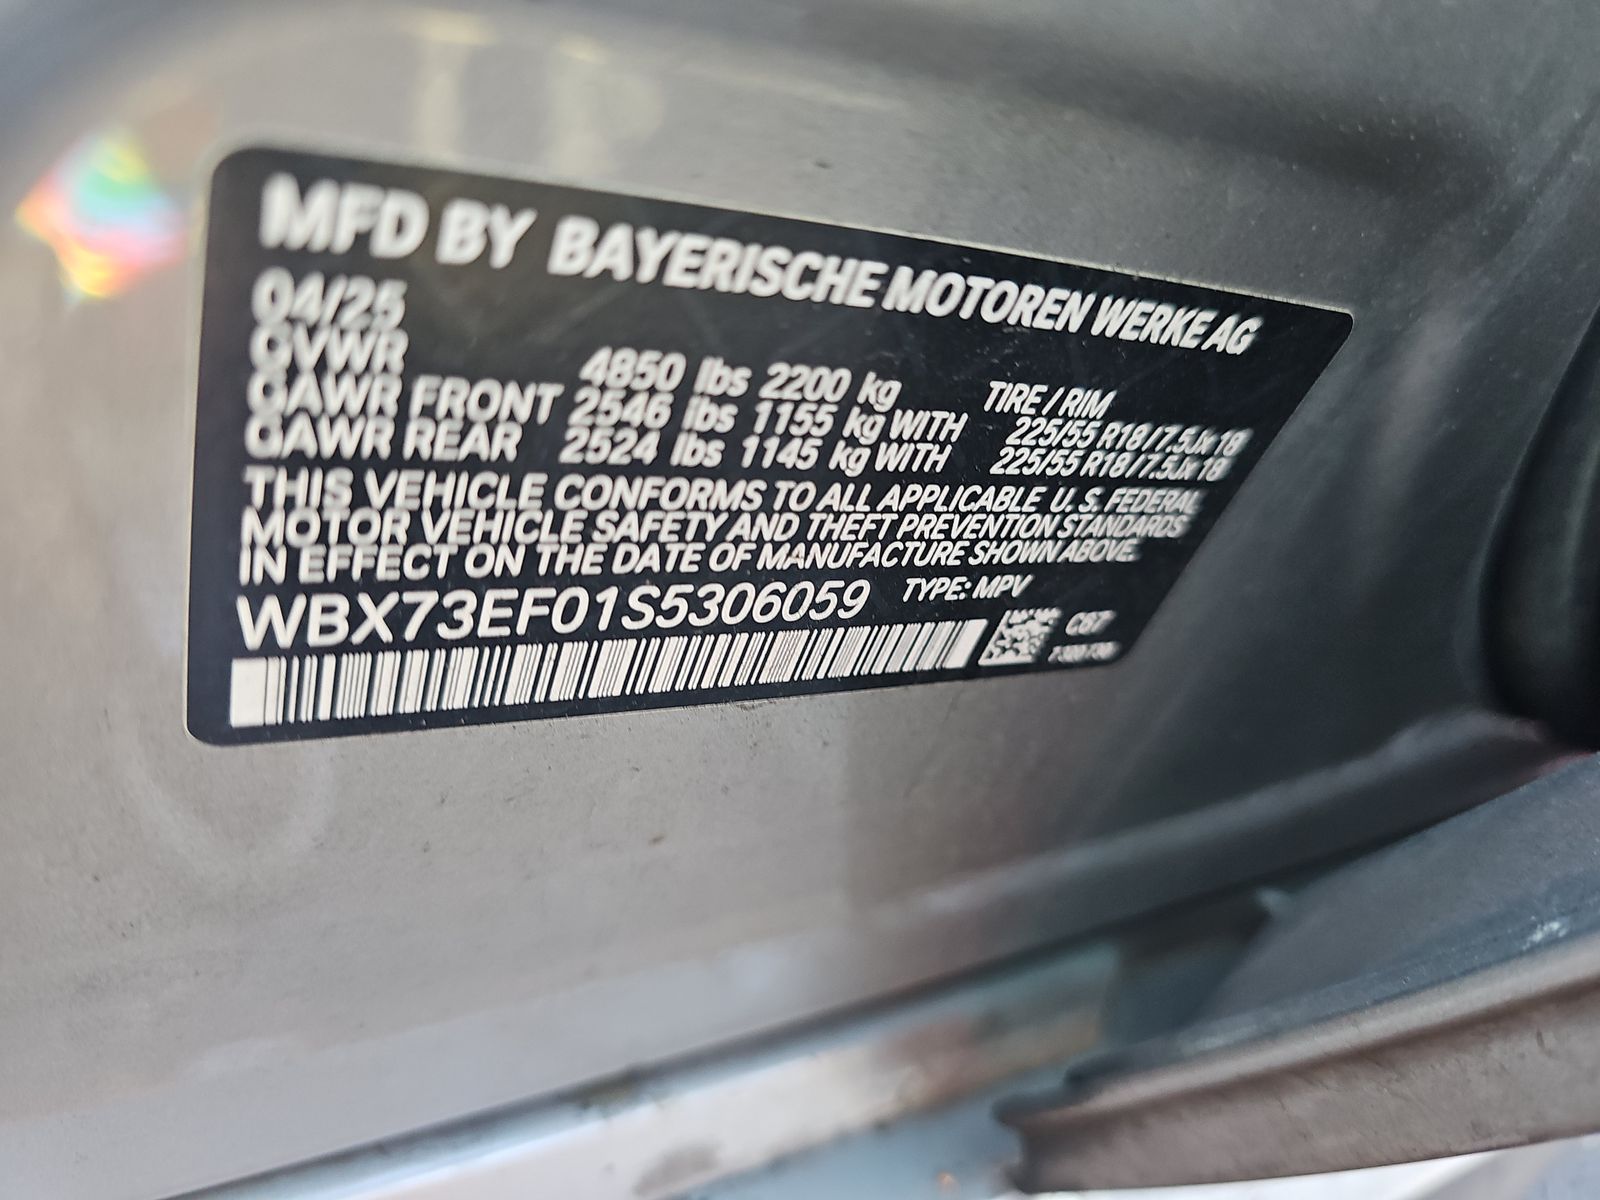 MFD BY BAYERISCHE MOTOREN WERKE AG
04/25
GVWR 4850 lbs 2200 kg TIRE / RIM
GAWR FRONT 2546 lbs 1155 kg WITH 225/55 R18 / 7.5Jx18
GAWR REAR 2524 lbs 1145 kg WITH 225/55 R18 / 7.5Jx18
THIS VEHICLE CONFORMS TO ALL APPLICABLE U. S. FEDERAL
MOTOR VEHICLE SAFETY AND THEFT PREVENTION STANDARDS
IN EFFECT ON THE DATE OF MANUFACTURE SHOWN ABOVE.
WBX73EF01S5306059 TYPE: MPV